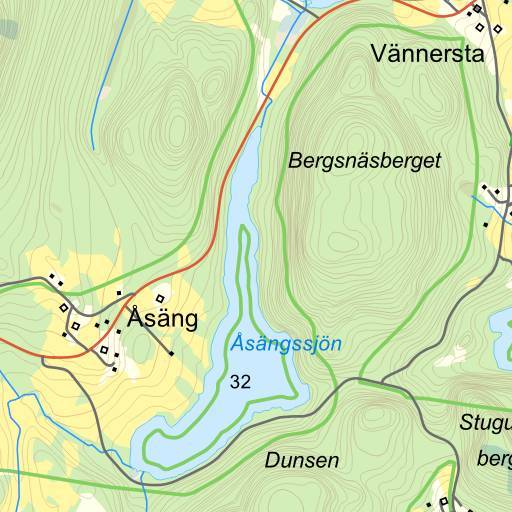 Vännersta
Bergsnäsberget
Åsäng
Åsängssjön
32
Stugu
berg
Dunsen